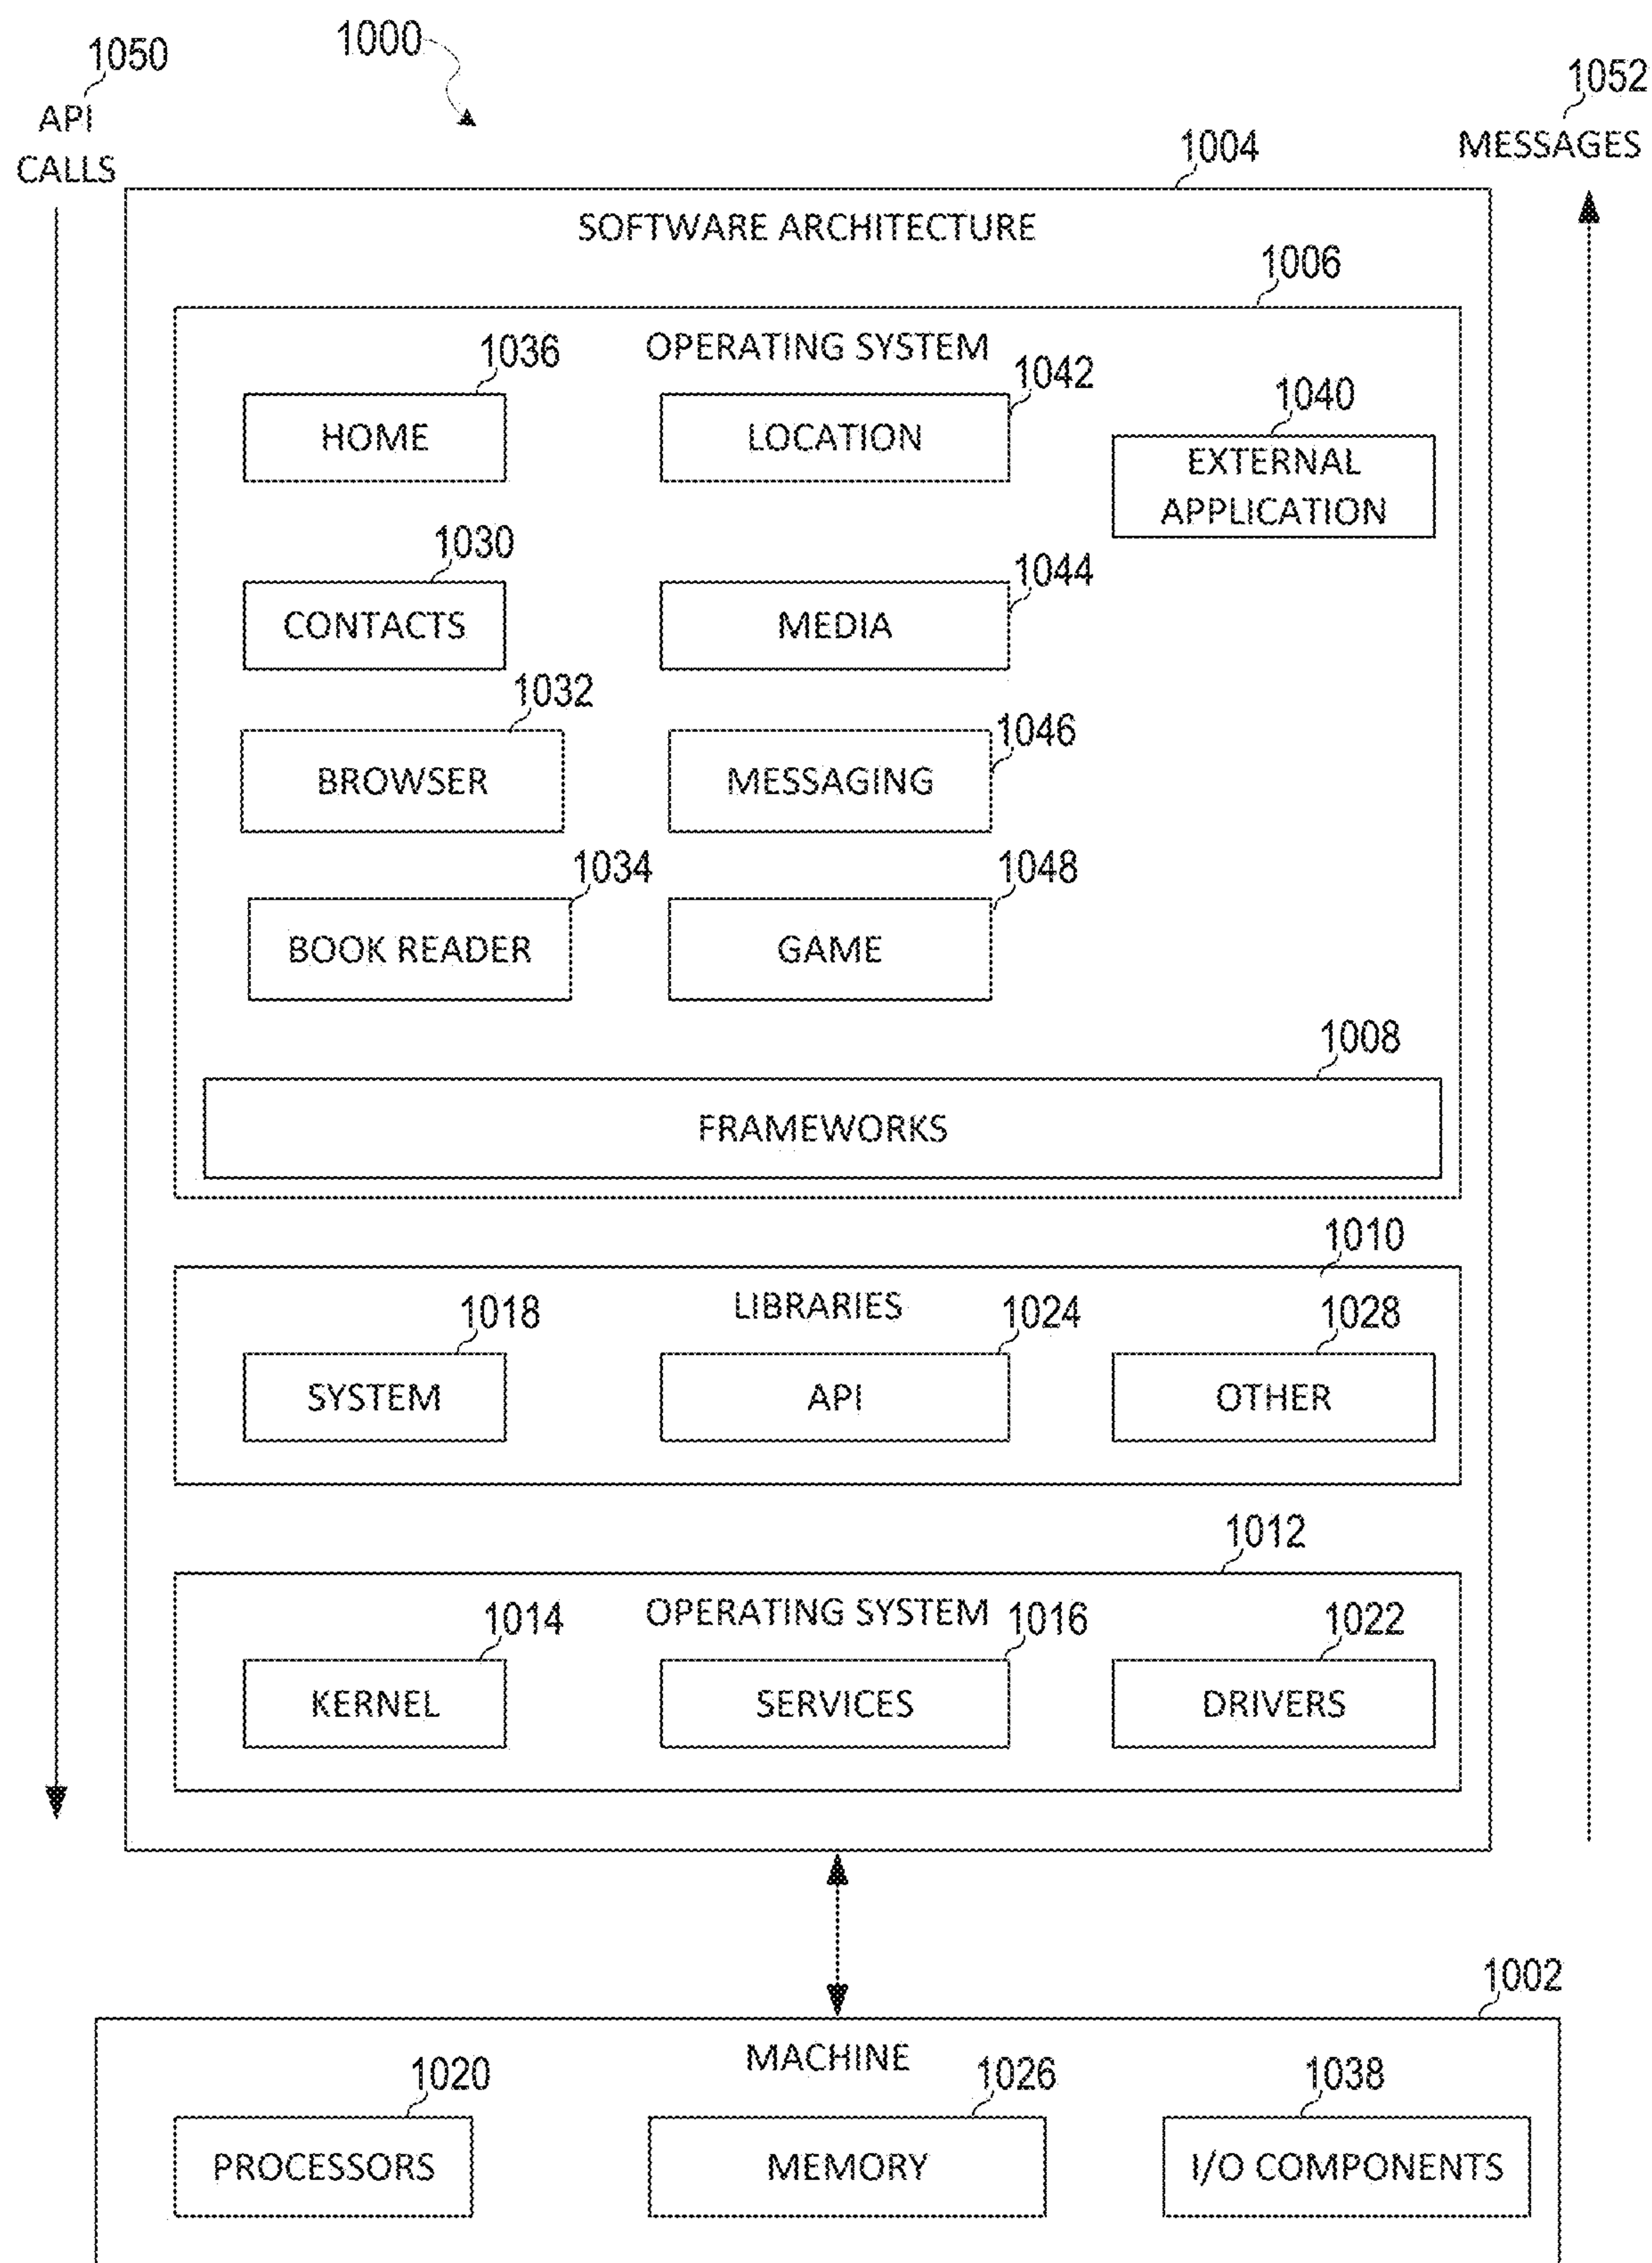 1050
1000
1052
API
CALLS
MESSAGES
1004
SOFTWARE ARCHITECTURE
1006
OPERATING SYSTEM
1036
1042
1040
HOME
LOCATION
EXTERNAL
APPLICATION
1030
1044
CONTACTS
MEDIA
1032
1046
BROWSER
MESSAGING
1034
1048
BOOK READER
GAME
1008
FRAMEWORKS
1010
LIBRARIES
1018
1024
1028
SYSTEM
API
OTHER
1012
OPERATING SYSTEM
1014
1016
1022
KERNEL
SERVICES
DRIVERS
1002
MACHINE
1020
1026
1038
PROCESSORS
MEMORY
I/O COMPONENTS